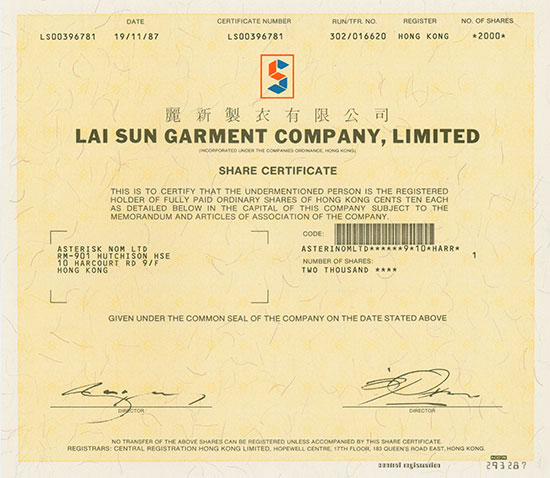 DATE CERTIFICATE NUMBER RUN/TFR. NO. REGISTER NO. OF SHARES
LS00396781 19/11/87 LS00396781 302/016620 HONG KONG *2000*
麗新製衣有限公司
LAI SUN GARMENT COMPANY, LIMITED
(INCORPORATED UNDER THE COMPANIES ORDINANCE, HONG KONG)
SHARE CERTIFICATE
THIS IS TO CERTIFY THAT THE UNDERMENTIONED PERSON IS THE REGISTERED
HOLDER OF FULLY PAID ORDINARY SHARES OF HONG KONG CENTS TEN EACH
AS DETAILED BELOW IN THE CAPITAL OF THIS COMPANY SUBJECT TO THE
MEMORANDUM AND ARTICLES OF ASSOCIATION OF THE COMPANY.
CODE:
ASTERISK NOM LTD
RM-901 HUTCHISON HSE
10 HARCOURT RD 9/F
HONG KONG
ASTERINOMLTD******9*10*HARR* 1
NUMBER OF SHARES:
TWO THOUSAND ****
GIVEN UNDER THE COMMON SEAL OF THE COMPANY ON THE DATE STATED ABOVE
DIRECTOR DIRECTOR
NO TRANSFER OF THE ABOVE SHARES CAN BE REGISTERED UNLESS ACCOMPANIED BY THIS SHARE CERTIFICATE.
REGISTRARS: CENTRAL REGISTRATION HONG KONG LIMITED, HOPEWELL CENTRE, 17TH FLOOR, 183 QUEEN'S ROAD EAST, HONG KONG.
central registration
293287